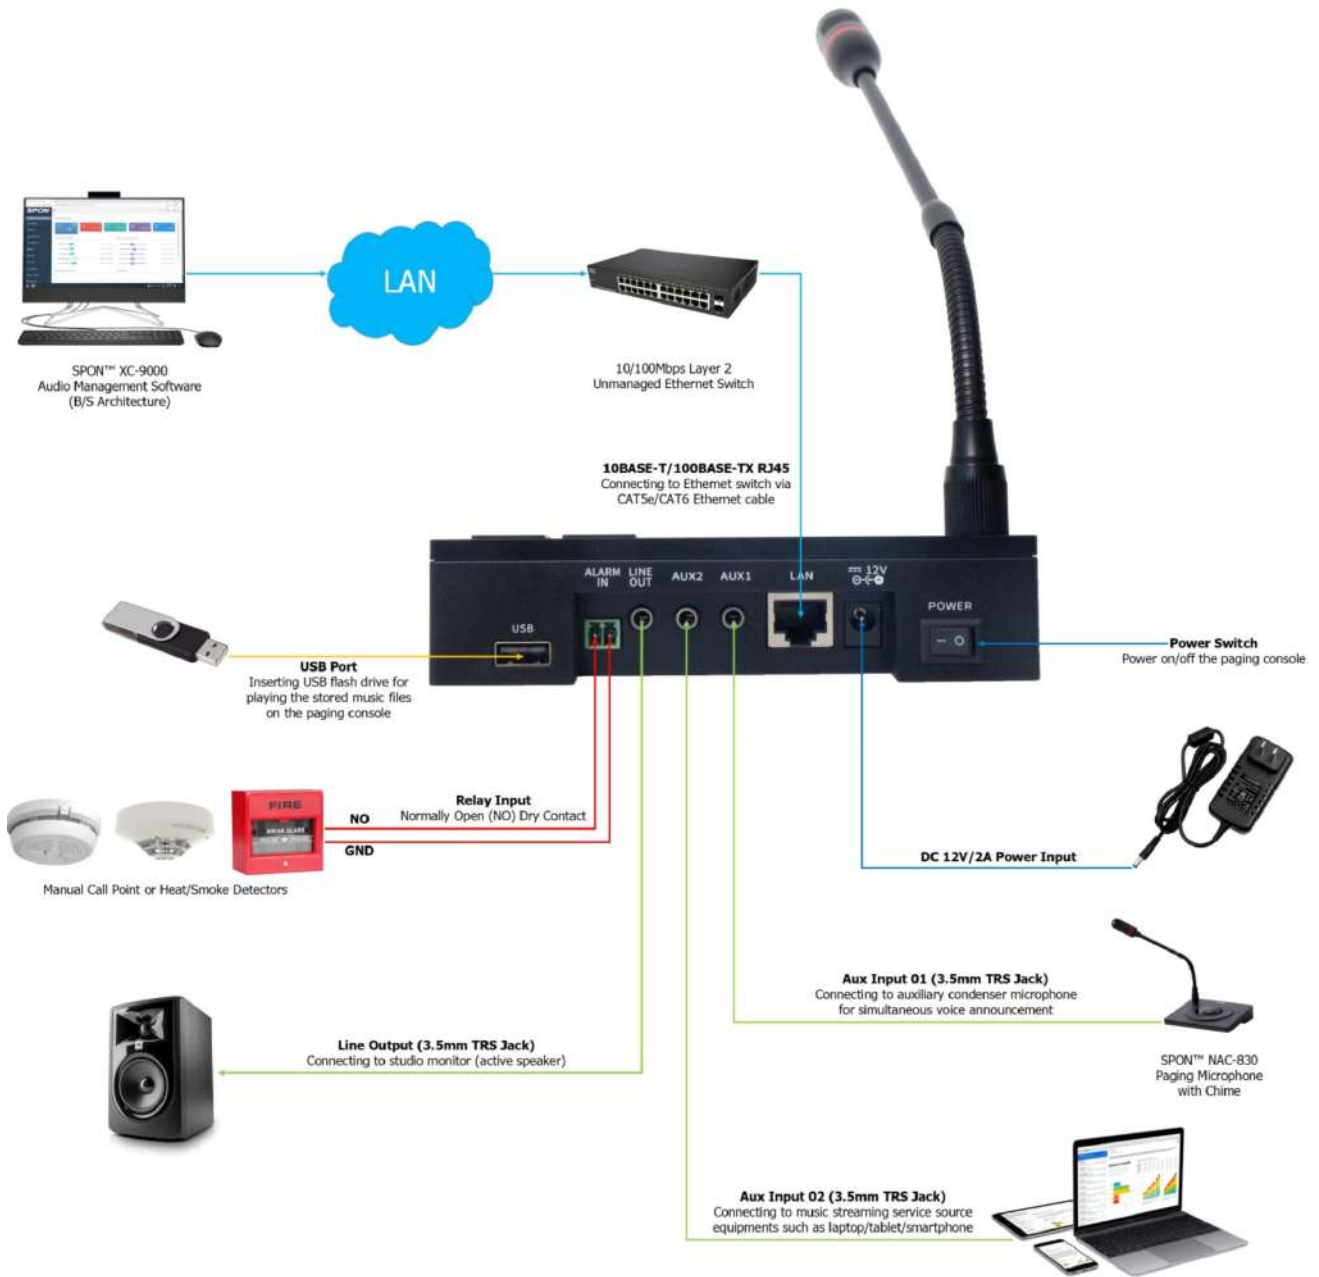 SPON
LAN
SPON™ XC-9000
Audio Management Software
(B/S Architecture)
10/100Mbps Layer 2
Unmanaged Ethernet Switch
10BASE-T/100BASE-TX RJ45
Connecting to Ethernet switch via
CAT5e/CAT6 Ethernet cable
ALARM IN
LINE OUT
AUX2
AUX1
LAN
12V
USB
POWER
USB Port
Inserting USB flash drive for
playing the stored music files
on the paging console
Power Switch
Power on/off the paging console
FIRE
BREAK GLASS
NO
GND
Relay Input
Normally Open (NO) Dry Contact
Manual Call Point or Heat/Smoke Detectors
DC 12V/2A Power Input
Aux Input 01 (3.5mm TRS Jack)
Connecting to auxiliary condenser microphone
for simultaneous voice announcement
SPON™ NAC-830
Paging Microphone
with Chime
Line Output (3.5mm TRS Jack)
Connecting to studio monitor (active speaker)
Aux Input 02 (3.5mm TRS Jack)
Connecting to music streaming service source
equipments such as laptop/tablet/smartphone